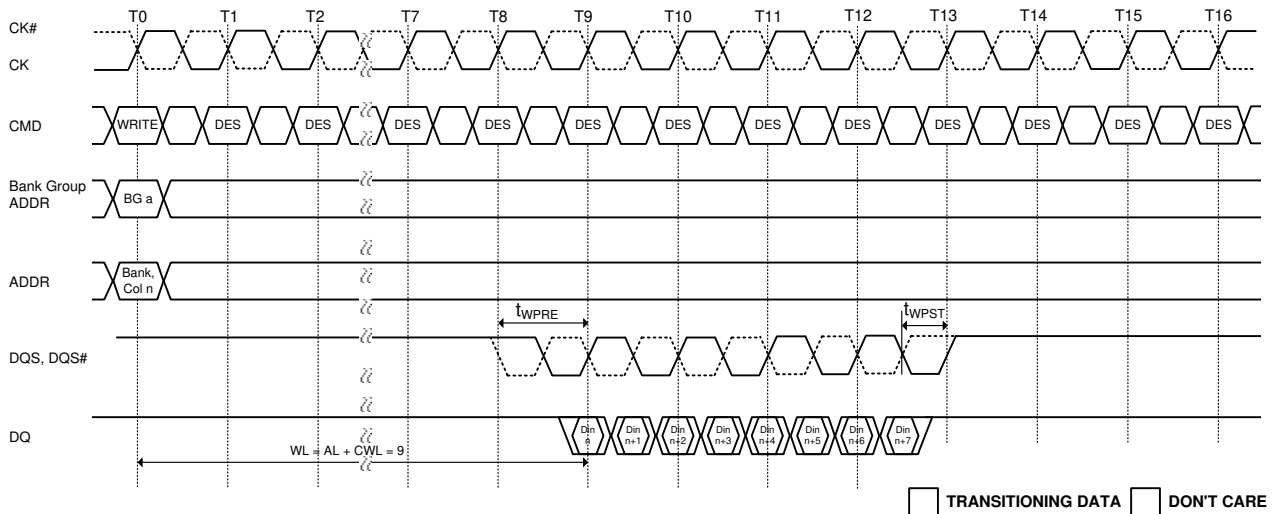 T0 T1 T2 T7 T8 T9 T10 T11 T12 T13 T14 T15 T16
CK#
CK
CMD WRITE DES DES DES DES DES DES DES DES DES DES DES DES
Bank Group
ADDR
BG a
ADDR
Bank,
Col n
tWPRE tWPST
DQS, DQS#
DQ
Din n Din n+1 Din n+2 Din n+3 Din n+4 Din n+5 Din n+6 Din n+7
WL = AL + CWL = 9
TRANSITIONING DATA DON'T CARE